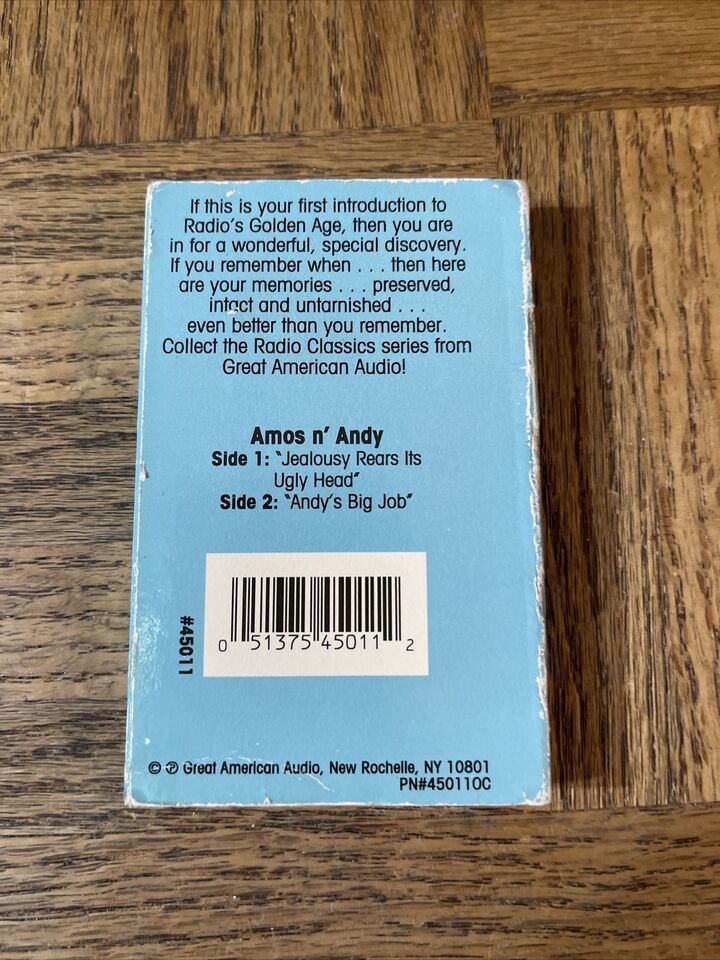 If this is your first introduction to
Radio's Golden Age, then you are
in for a wonderful, special discovery.
If you remember when . . . then here
are your memories . . . preserved,
intact and untarnished . . .
even better than you remember.
Collect the Radio Classics series from
Great American Audio!
Amos n' Andy
Side 1: "Jealousy Rears Its
Ugly Head"
Side 2: "Andy's Big Job"
#45011
0 51375 45011 2
© ℗ Great American Audio, New Rochelle, NY 10801
PN#450110C